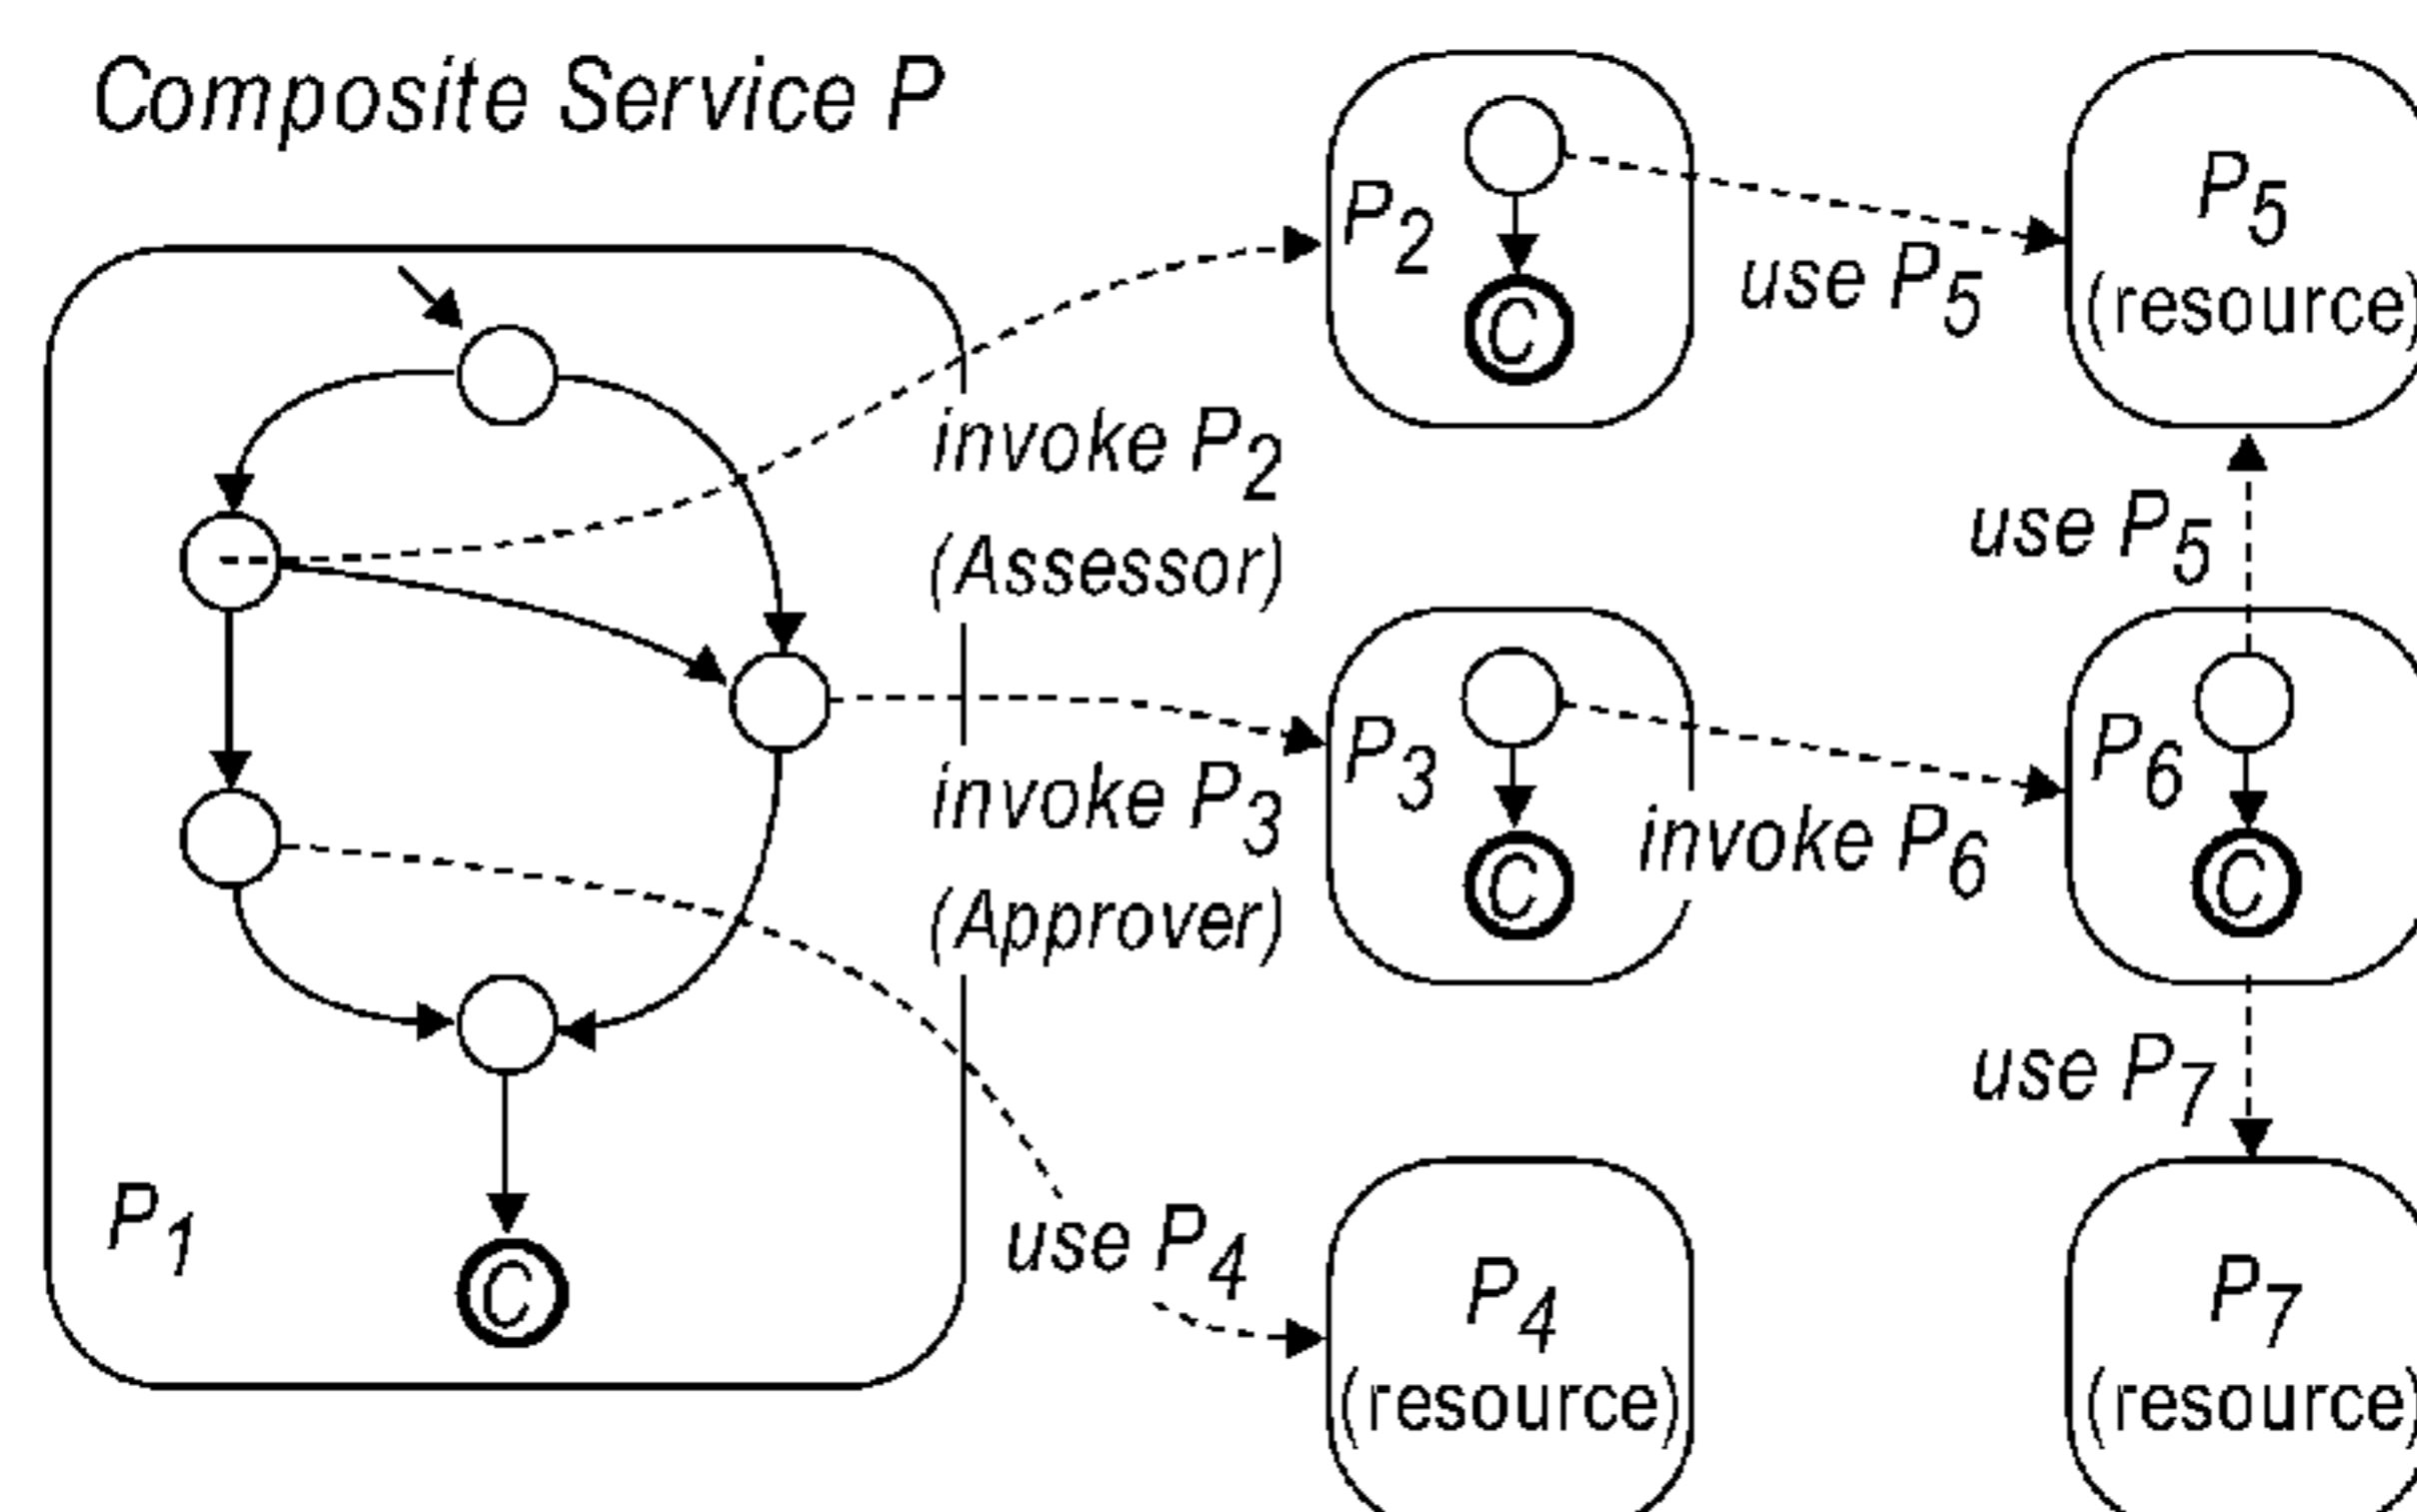 Composite Service P
P1
C
invoke P2
(Assessor)
invoke P3
(Approver)
use P4
P2
C
use P5
P5
(resource)
use P5
P3
C
invoke P6
P6
C
use P7
P4
(resource)
P7
(resource)